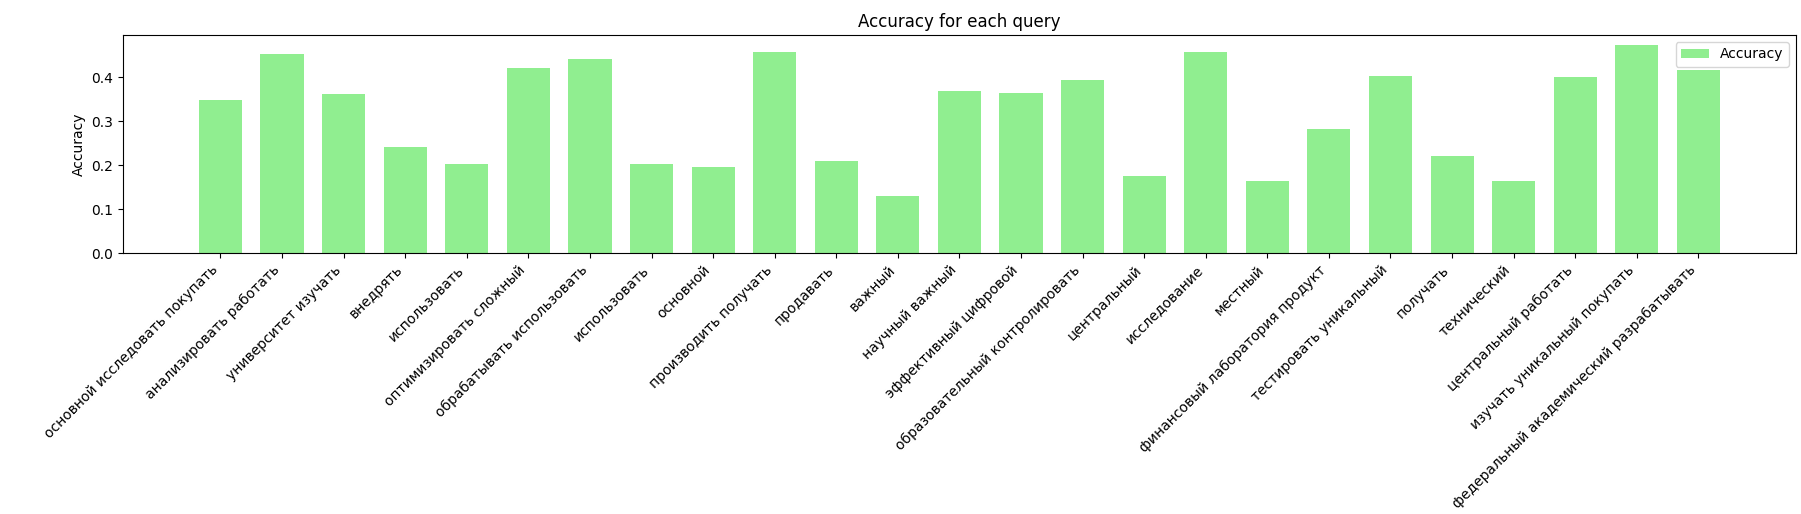 Accuracy for each query
Accuracy
Accuracy
0.4
0.3
0.2
0.1
0.0
основной исследовать покупать
анализировать работать
университет изучать
внедрять
использовать
оптимизировать сложный
обрабатывать использовать
использовать
основной
производить получать
продавать
важный
научный важный
эффективный цифровой
образовательный контролировать
центральный
исследование
местный
финансовый лаборатория продукт
тестировать уникальный
получать
технический
центральный работать
изучать уникальный покупать
федеральный академический разрабатывать